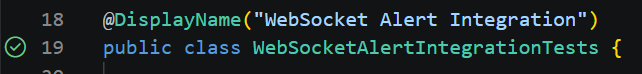 18 @DisplayName("WebSocket Alert Integration")
19 public class WebSocketAlertIntegrationTests {